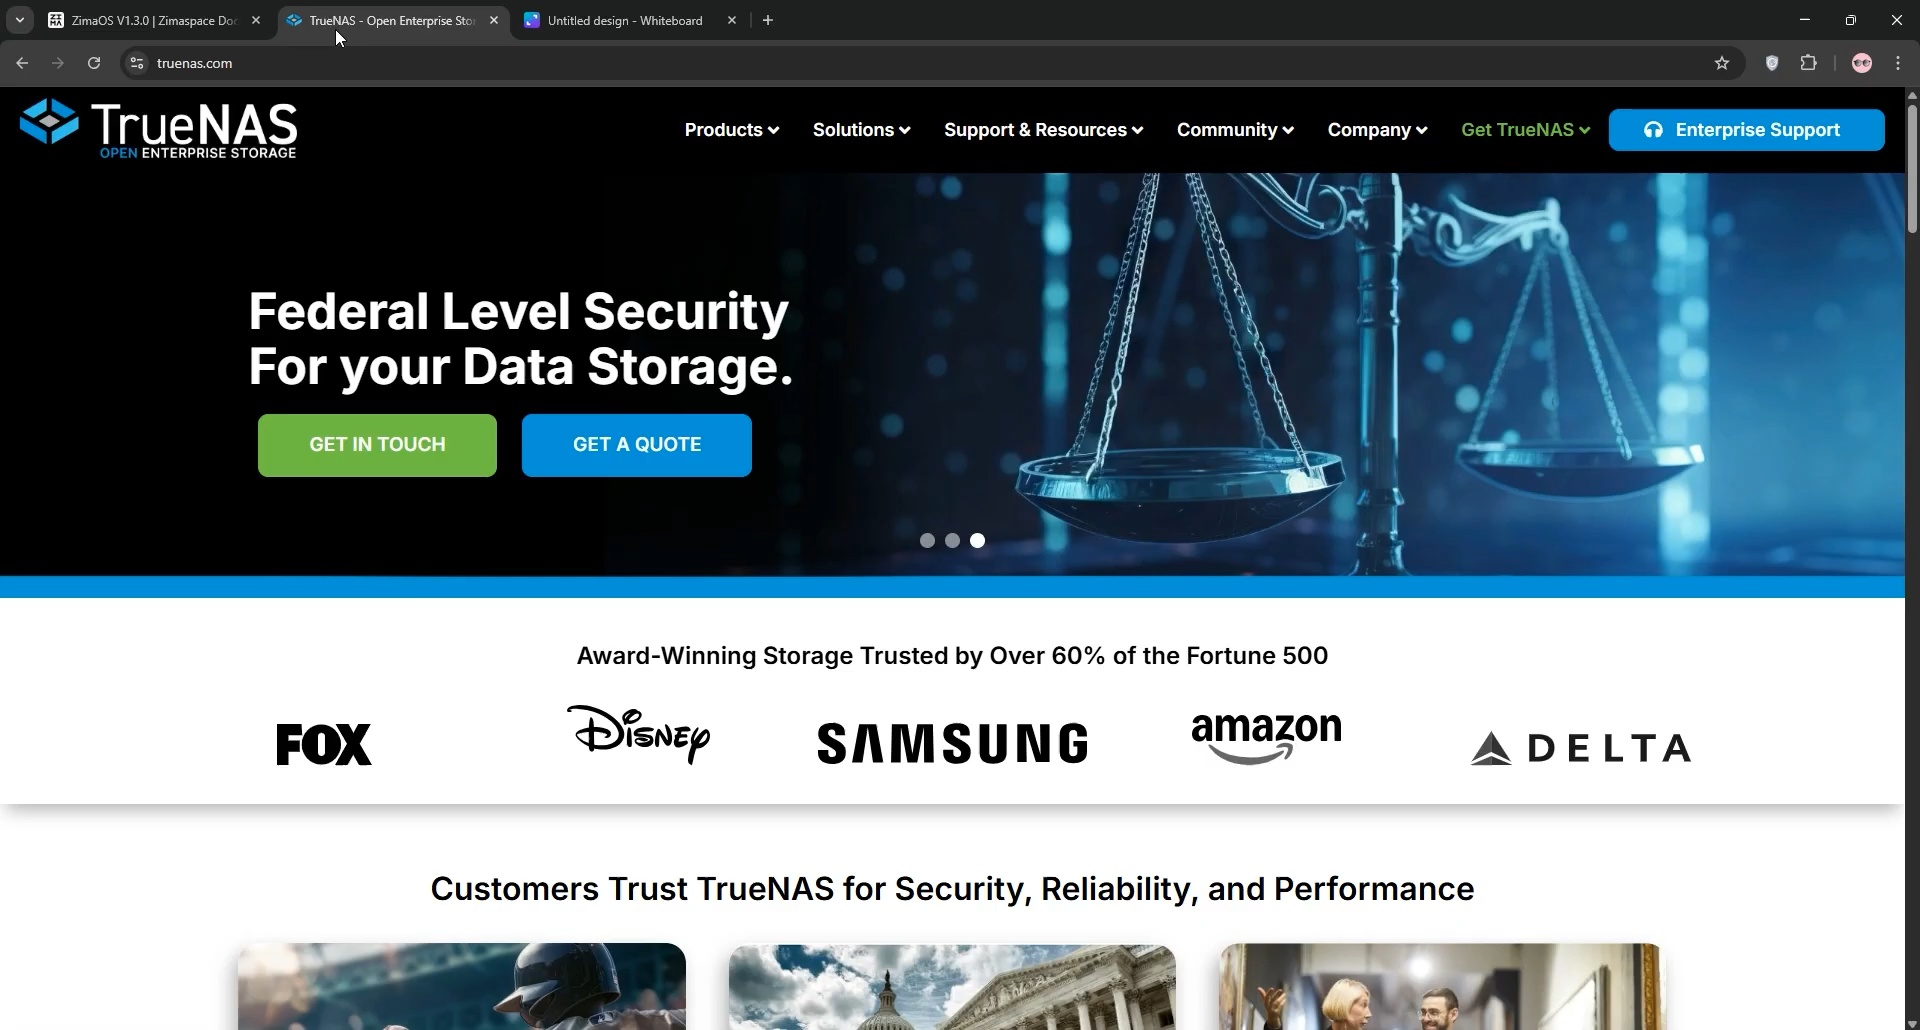 ZimaOS V1.3.0 | Zimaspace Doc
TrueNAS - Open Enterprise Stor
Untitled design - Whiteboard
truenas.com
TrueNAS
OPEN ENTERPRISE STORAGE
Products
Solutions
Support & Resources
Community
Company
Get TrueNAS
Enterprise Support
Federal Level Security
For your Data Storage.
GET IN TOUCH
GET A QUOTE
Award-Winning Storage Trusted by Over 60% of the Fortune 500
FOX
Disney
SAMSUNG
amazon
DELTA
Customers Trust TrueNAS for Security, Reliability, and Performance